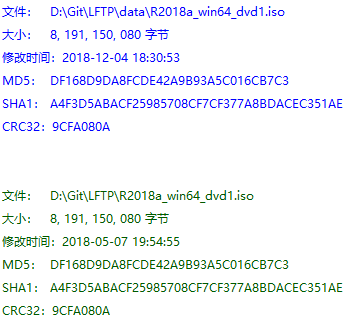 文件： D:\Git\LFTP\data\R2018a_win64_dvd1.iso
大小： 8, 191, 150, 080 字节
修改时间：2018-12-04 18:30:53
MD5： DF168D9DA8FCDE42A9B93A5C016CB7C3
SHA1： A4F3D5ABACF25985708CF7CF377A8BDACEC351AE
CRC32：9CFA080A
文件： D:\Git\LFTP\R2018a_win64_dvd1.iso
大小： 8, 191, 150, 080 字节
修改时间：2018-05-07 19:54:55
MD5： DF168D9DA8FCDE42A9B93A5C016CB7C3
SHA1： A4F3D5ABACF25985708CF7CF377A8BDACEC351AE
CRC32：9CFA080A